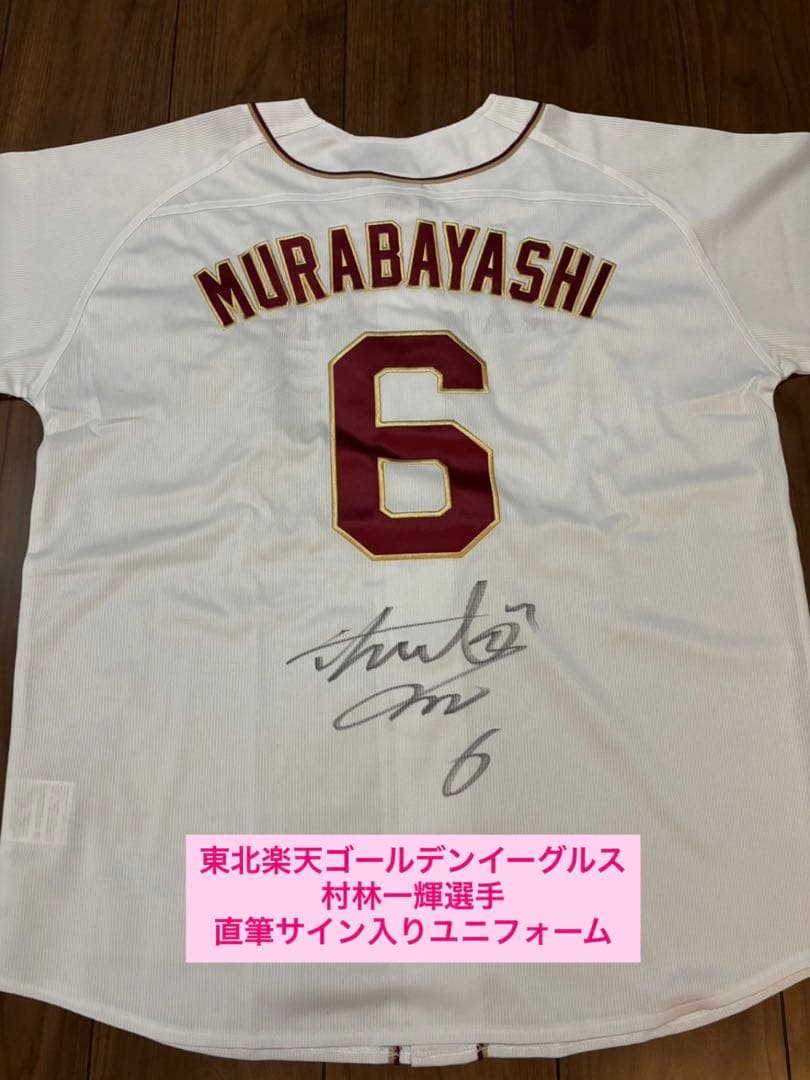 MURABAYASHI
6
6
東北楽天ゴールデンイーグルス
村林一輝選手
直筆サイン入りユニフォーム